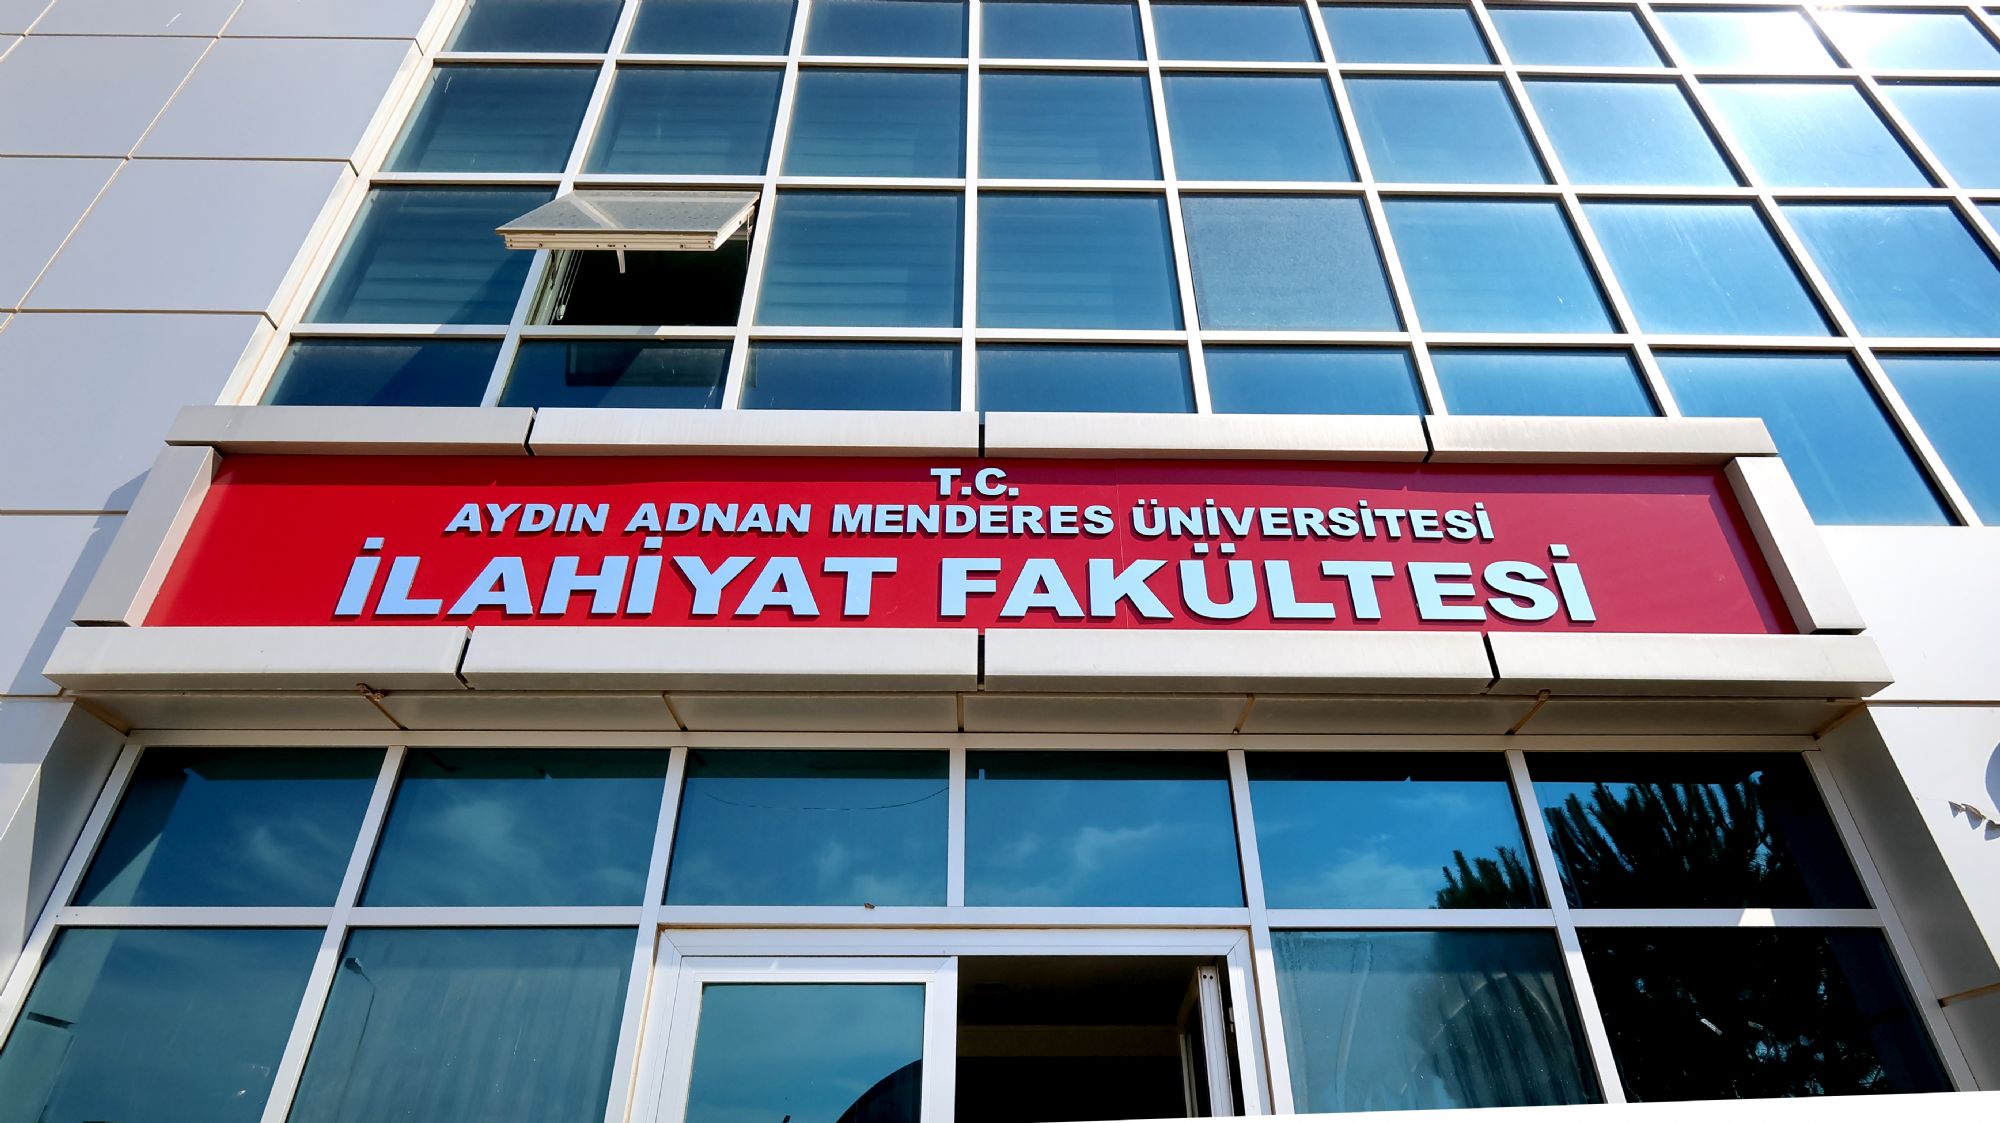 T.C.
AYDIN ADNAN MENDERES ÜNİVERSİTESİ
İLAHİYAT FAKÜLTESİ